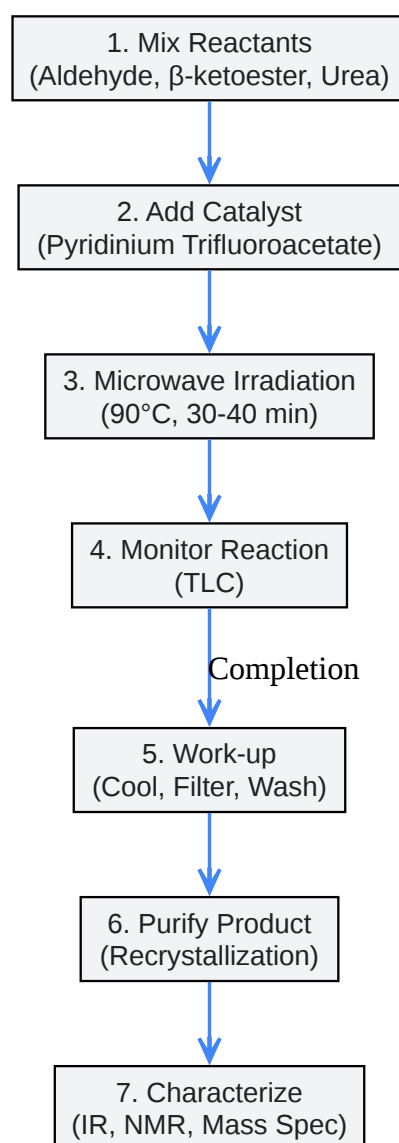 1. Mix Reactants
(Aldehyde, β-ketoester, Urea)
2. Add Catalyst
(Pyridinium Trifluoroacetate)
3. Microwave Irradiation
(90°C, 30-40 min)
4. Monitor Reaction
(TLC)
Completion
5. Work-up
(Cool, Filter, Wash)
6. Purify Product
(Recrystallization)
7. Characterize
(IR, NMR, Mass Spec)